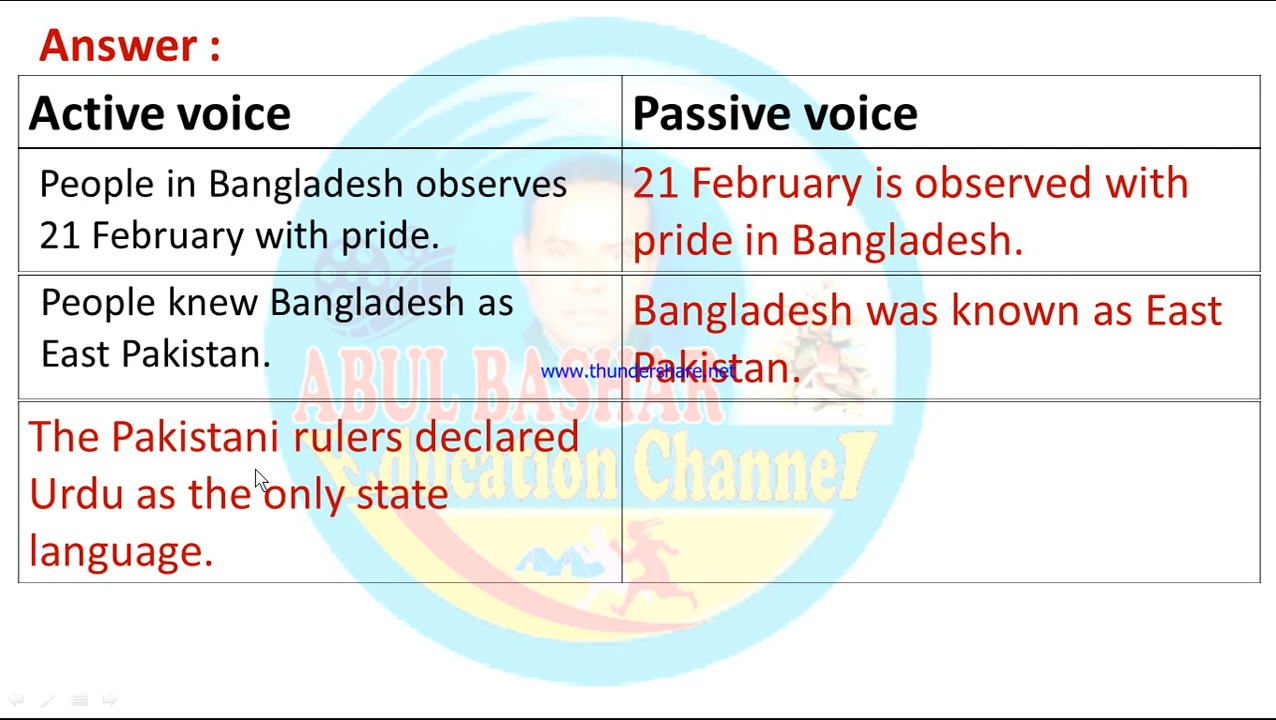 Answer :
Active voice
Passive voice
People in Bangladesh observes
21 February with pride.
21 February is observed with
pride in Bangladesh.
People knew Bangladesh as
East Pakistan.
Bangladesh was known as East
Pakistan.
www.thundershare.net
The Pakistani rulers declared
Urdu as the only state
language.
ABUL BASHAR
Education Channel